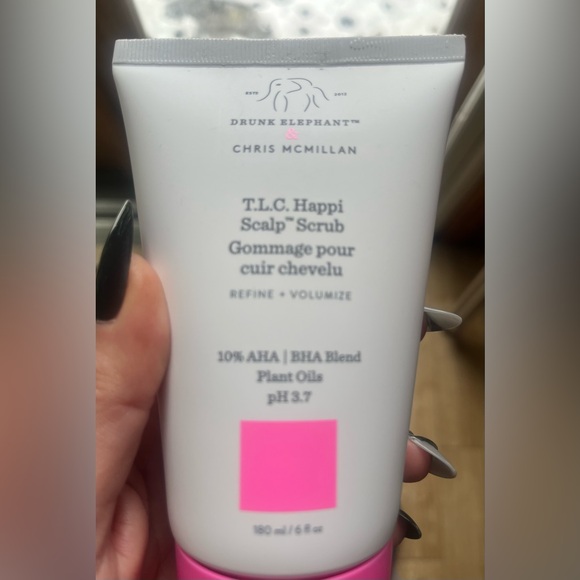 DRUNK ELEPHANT™
&
CHRIS MCMILLAN
T.L.C. Happi
Scalp™ Scrub
Gommage pour
cuir chevelu
REFINE + VOLUMIZE
10% AHA | BHA Blend
Plant Oils
pH 3.7
180 ml / 6 fl oz